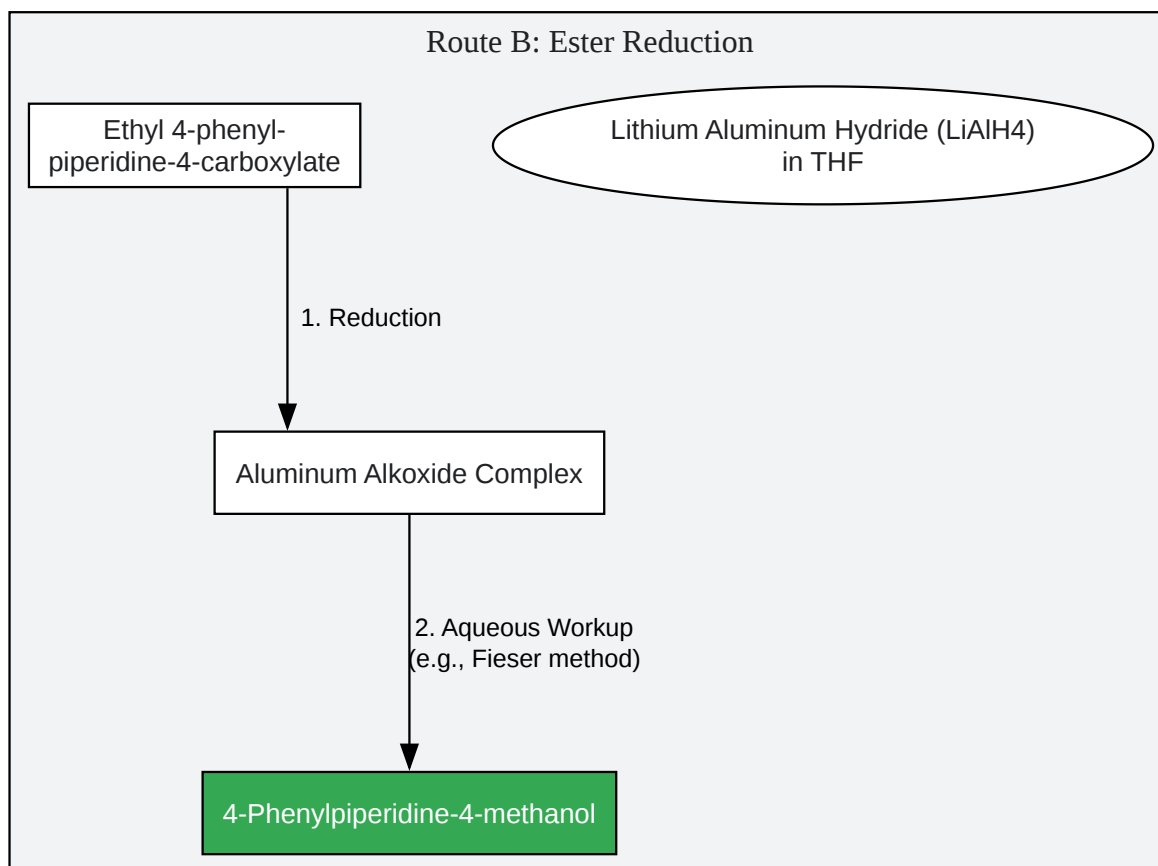 Route B: Ester Reduction
Ethyl 4-phenyl-
piperidine-4-carboxylate
Lithium Aluminum Hydride (LiAlH4)
in THF
1. Reduction
Aluminum Alkoxide Complex
2. Aqueous Workup
(e.g., Fieser method)
4-Phenylpiperidine-4-methanol